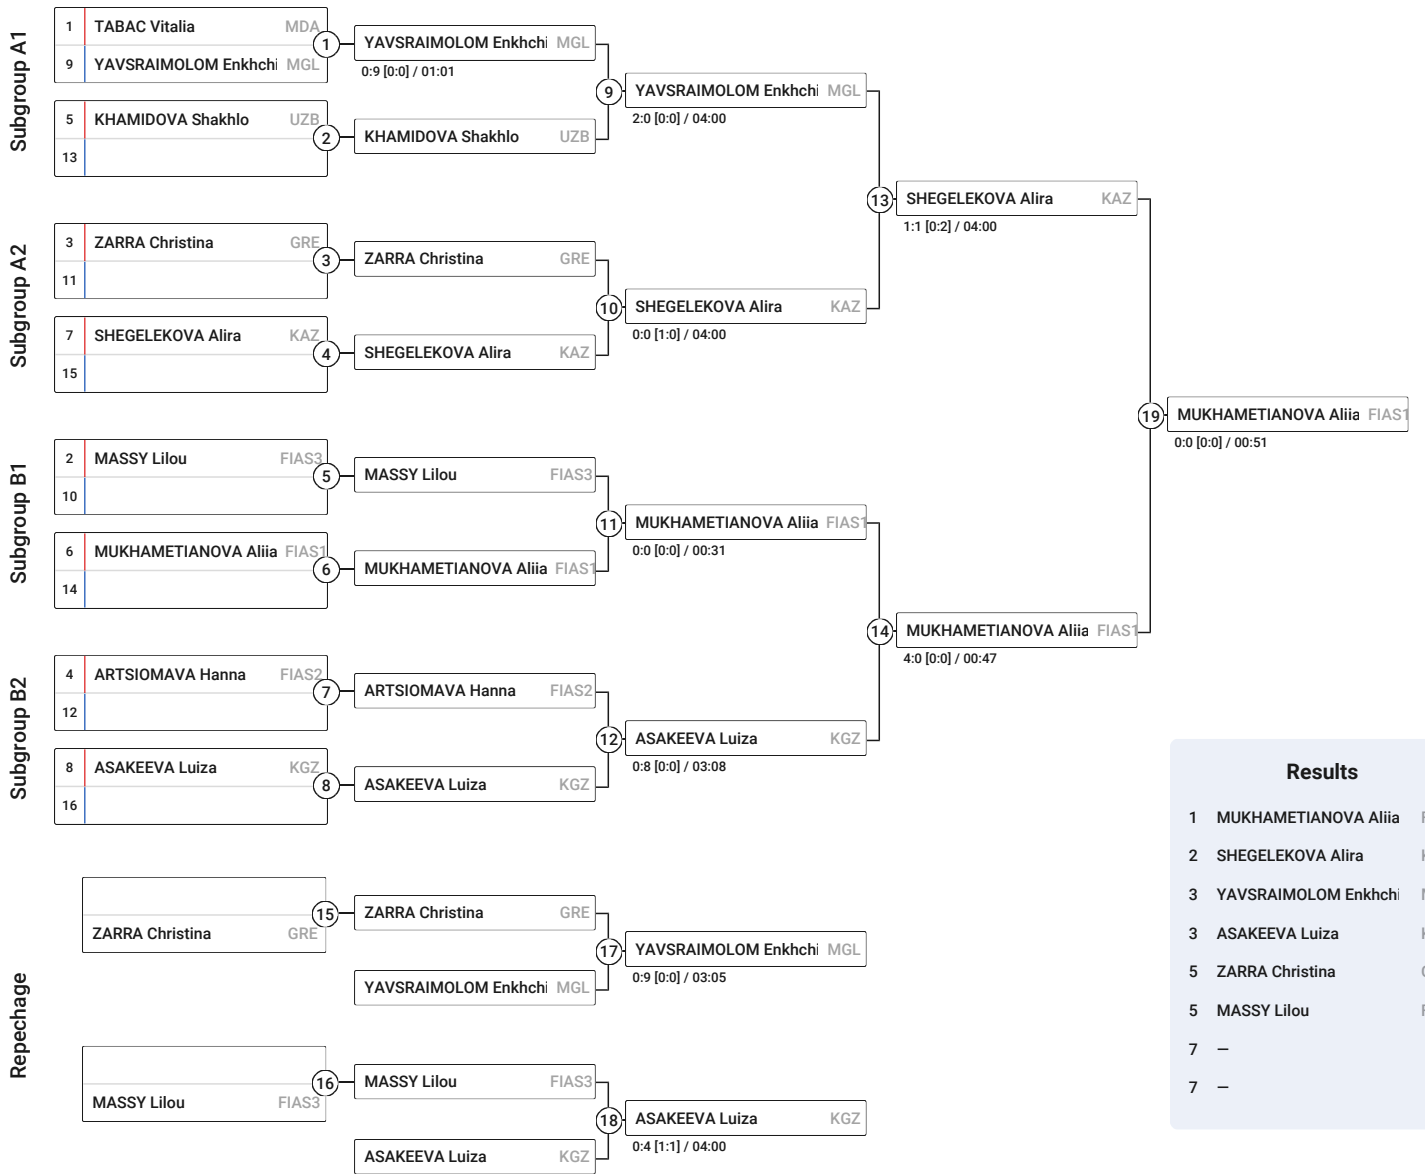 Subgroup A1
1 TABAC Vitalia MDA
9 YAVSRAIMOLOM Enkhchi MGL
1
YAVSRAIMOLOM Enkhchi MGL
0:9 [0:0] / 01:01
5 KHAMIDOVA Shakhlo UZB
13
2
KHAMIDOVA Shakhlo UZB
9
YAVSRAIMOLOM Enkhchi MGL
2:0 [0:0] / 04:00
Subgroup A2
3 ZARRA Christina GRE
11
3
ZARRA Christina GRE
7 SHEGELEKOVA Alira KAZ
15
4
SHEGELEKOVA Alira KAZ
10
SHEGELEKOVA Alira KAZ
0:0 [1:0] / 04:00
13
SHEGELEKOVA Alira KAZ
1:1 [0:2] / 04:00
Subgroup B1
2 MASSY Lilou FIAS3
10
5
MASSY Lilou FIAS3
6 MUKHAMETIANOVA Aliia FIAS1
14
6
MUKHAMETIANOVA Aliia FIAS1
11
MUKHAMETIANOVA Aliia FIAS1
0:0 [0:0] / 00:31
Subgroup B2
4 ARTSIOMAVA Hanna FIAS2
12
7
ARTSIOMAVA Hanna FIAS2
8 ASAKEEVA Luiza KGZ
16
8
ASAKEEVA Luiza KGZ
12
ASAKEEVA Luiza KGZ
0:8 [0:0] / 03:08
14
MUKHAMETIANOVA Aliia FIAS1
4:0 [0:0] / 00:47
19
MUKHAMETIANOVA Aliia FIAS1
0:0 [0:0] / 00:51
Repechage
ZARRA Christina GRE
15
ZARRA Christina GRE
YAVSRAIMOLOM Enkhchi MGL
17
YAVSRAIMOLOM Enkhchi MGL
0:9 [0:0] / 03:05
MASSY Lilou FIAS3
16
MASSY Lilou FIAS3
ASAKEEVA Luiza KGZ
18
ASAKEEVA Luiza KGZ
0:4 [1:1] / 04:00
Results
1 MUKHAMETIANOVA Aliia
2 SHEGELEKOVA Alira
3 YAVSRAIMOLOM Enkhchi
3 ASAKEEVA Luiza
5 ZARRA Christina
5 MASSY Lilou
7 —
7 —